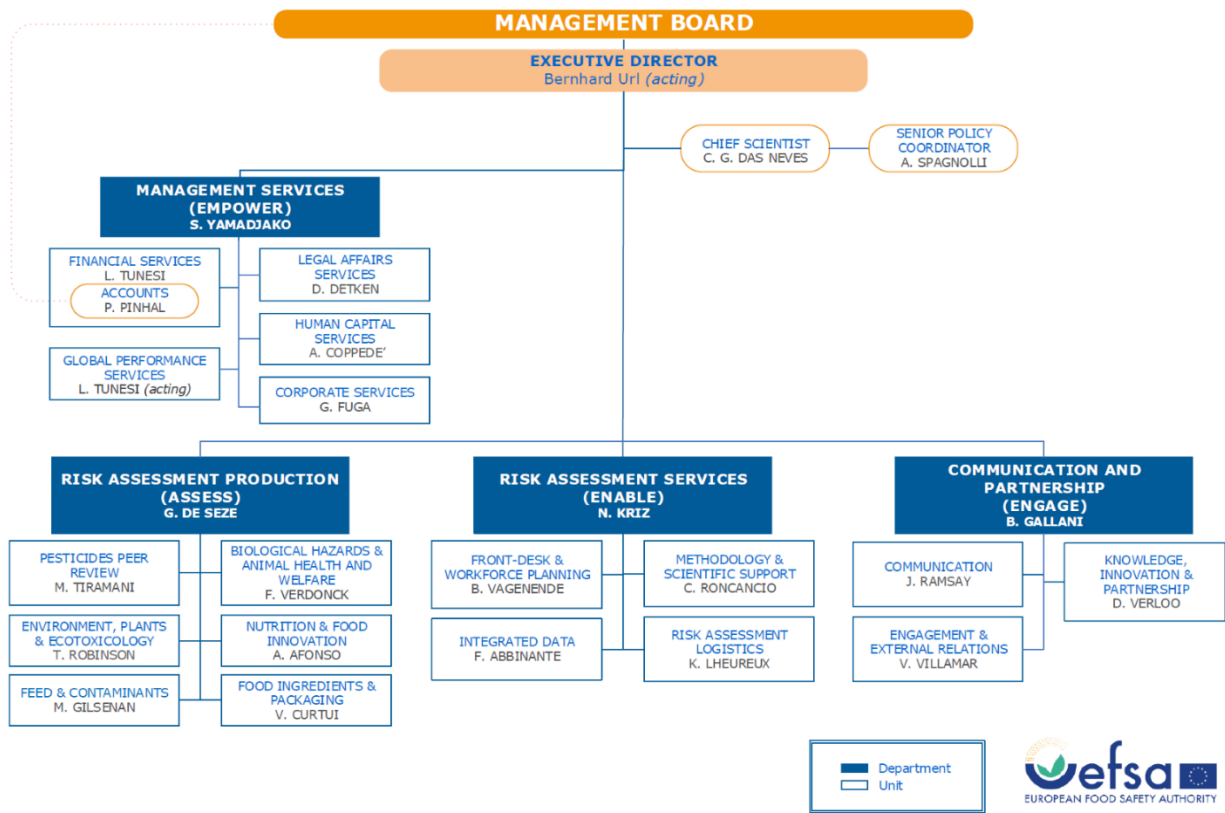 MANAGEMENT BOARD
EXECUTIVE DIRECTOR
Bernhard Url (acting)
CHIEF SCIENTIST
C. G. DAS NEVES
SENIOR POLICY
COORDINATOR
A. SPAGNOLLI
MANAGEMENT SERVICES
(EMPOWER)
S. YAMADJAKO
FINANCIAL SERVICES
L. TUNESI
ACCOUNTS
P. PINHAL
LEGAL AFFAIRS
SERVICES
D. DETKEN
HUMAN CAPITAL
SERVICES
A. COPPEDE’
GLOBAL PERFORMANCE
SERVICES
L. TUNESI (acting)
CORPORATE SERVICES
G. FUGA
RISK ASSESSMENT PRODUCTION
(ASSESS)
G. DE SEZE
PESTICIDES PEER
REVIEW
M. TIRAMANI
BIOLOGICAL HAZARDS &
ANIMAL HEALTH AND
WELFARE
F. VERDONCK
ENVIRONMENT, PLANTS
& ECOTOXICOLOGY
T. ROBINSON
NUTRITION & FOOD
INNOVATION
A. AFONSO
FEED & CONTAMINANTS
M. GILSENAN
FOOD INGREDIENTS &
PACKAGING
V. CURTUI
RISK ASSESSMENT SERVICES
(ENABLE)
N. KRIZ
FRONT-DESK &
WORKFORCE PLANNING
B. VAGENENDE
METHODOLOGY &
SCIENTIFIC SUPPORT
C. RONCANCIO
INTEGRATED DATA
F. ABBINANTE
RISK ASSESSMENT
LOGISTICS
K. LHEUREUX
COMMUNICATION AND
PARTNERSHIP
(ENGAGE)
B. GALLANI
COMMUNICATION
J. RAMSAY
KNOWLEDGE,
INNOVATION &
PARTNERSHIP
D. VERLOO
ENGAGEMENT &
EXTERNAL RELATIONS
V. VILLAMAR
Department
Unit
efsa
EUROPEAN FOOD SAFETY AUTHORITY